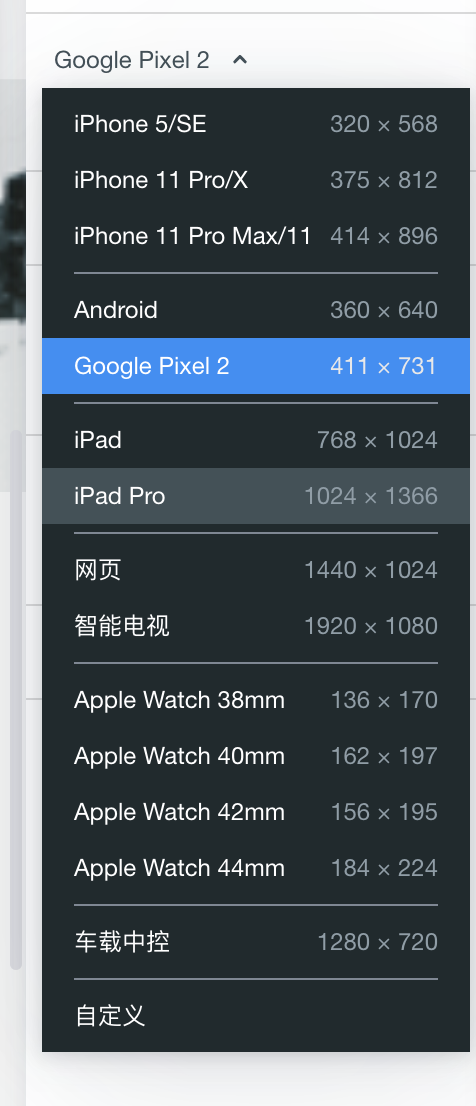 Google Pixel 2
iPhone 5/SE 320 × 568
iPhone 11 Pro/X 375 × 812
iPhone 11 Pro Max/11 414 × 896
Android 360 × 640
Google Pixel 2 411 × 731
iPad 768 × 1024
iPad Pro 1024 × 1366
网页 1440 × 1024
智能电视 1920 × 1080
Apple Watch 38mm 136 × 170
Apple Watch 40mm 162 × 197
Apple Watch 42mm 156 × 195
Apple Watch 44mm 184 × 224
车载中控 1280 × 720
自定义